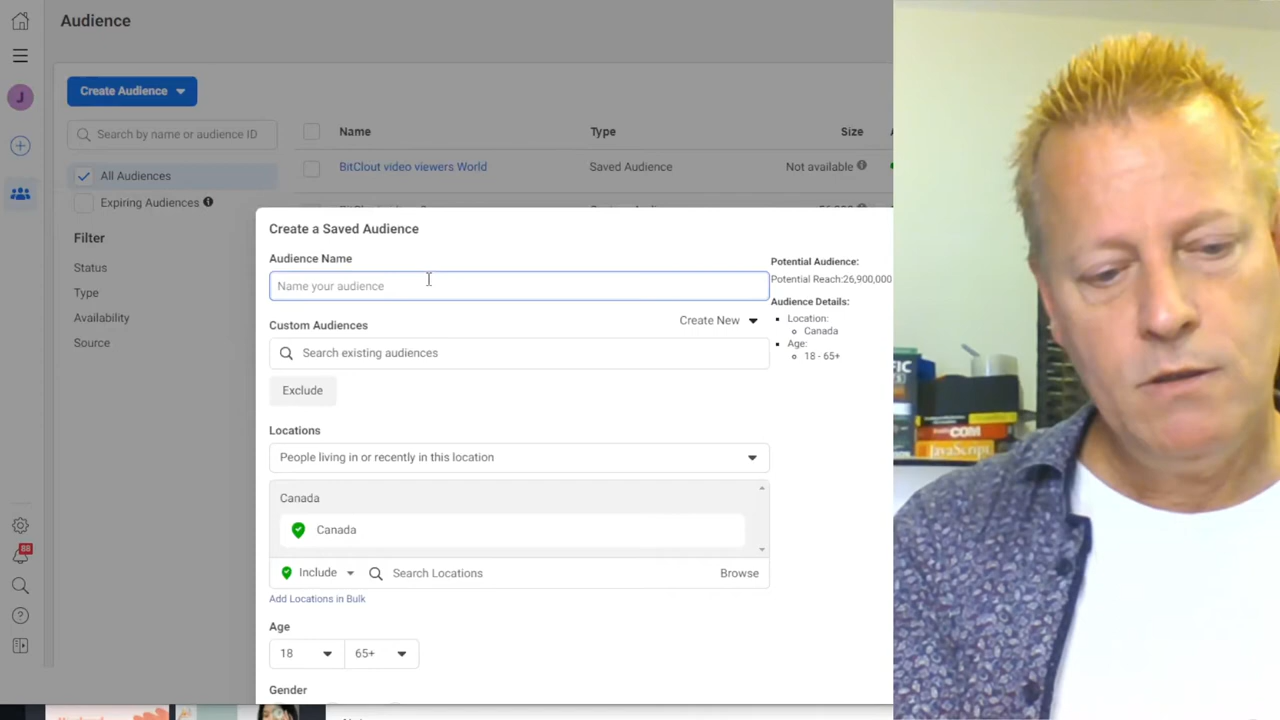 Audience
J
Create Audience
Search by name or audience ID
Name
Type
Size
All Audiences
BitClout video viewers World
Saved Audience
Not available
Expiring Audiences
Filter
Status
Type
Availability
Source
88
Create a Saved Audience
Audience Name
Name your audience
Custom Audiences
Create New
Search existing audiences
Exclude
Locations
People living in or recently in this location
Canada
Canada
Include
Search Locations
Browse
Add Locations in Bulk
Age
18
65+
Gender
Potential Audience:
Potential Reach:26,900,000
Audience Details:
Location:
Canada
Age:
18 - 65+
COM
JavaScript